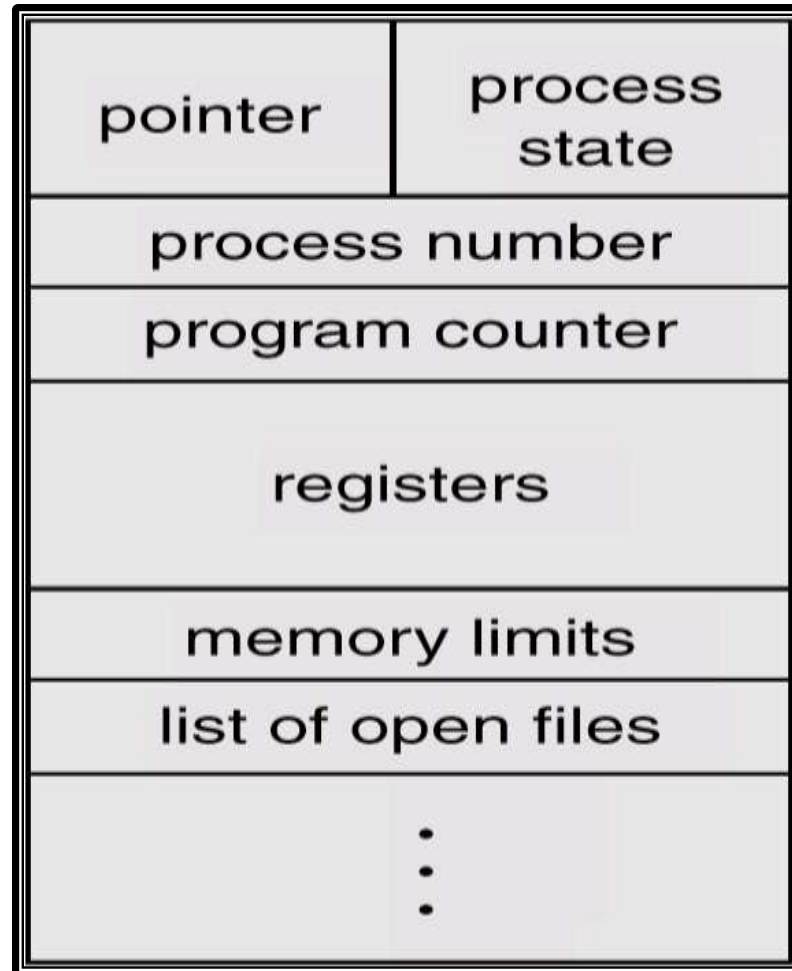 pointer
process
state
process number
program counter
registers
memory limits
list of open files